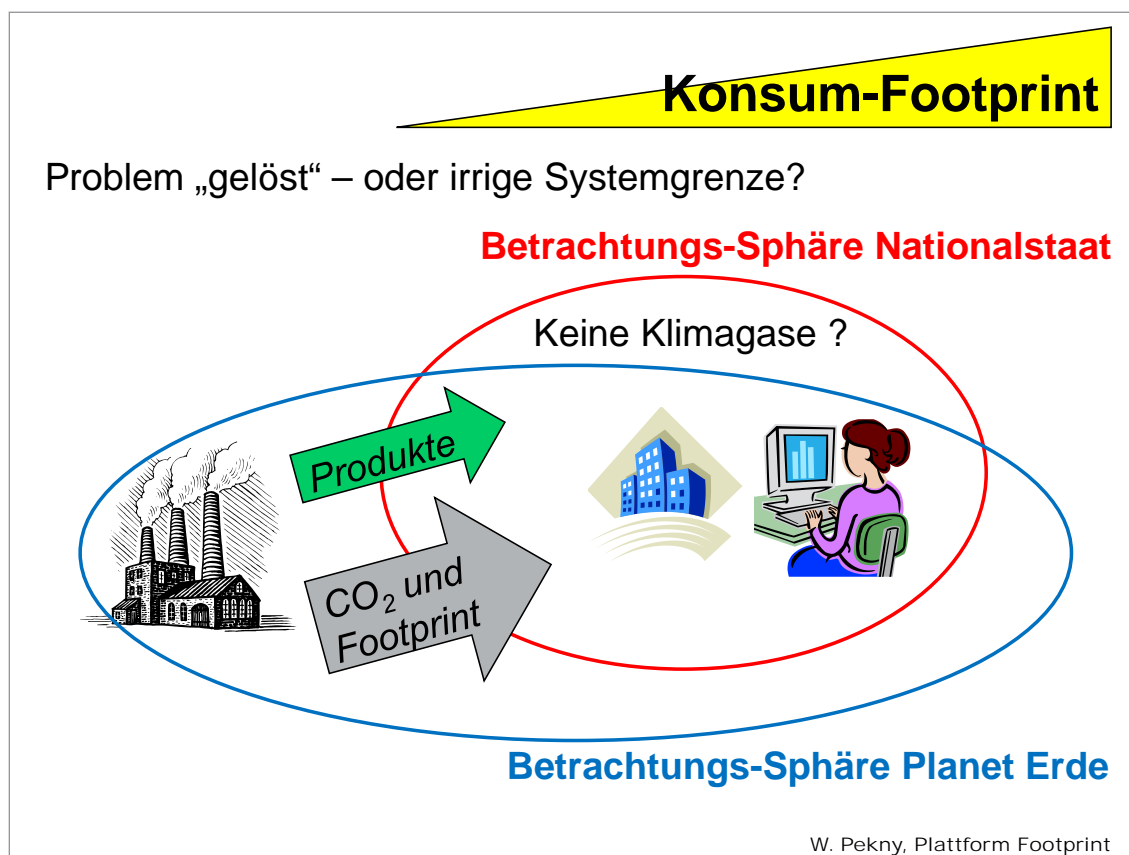 Konsum-Footprint
Problem „gelöst“ – oder irrige Systemgrenze?
Betrachtungs-Sphäre Nationalstaat
Keine Klimagase ?
Produkte
CO₂ und
Footprint
Betrachtungs-Sphäre Planet Erde
W. Pekny, Plattform Footprint